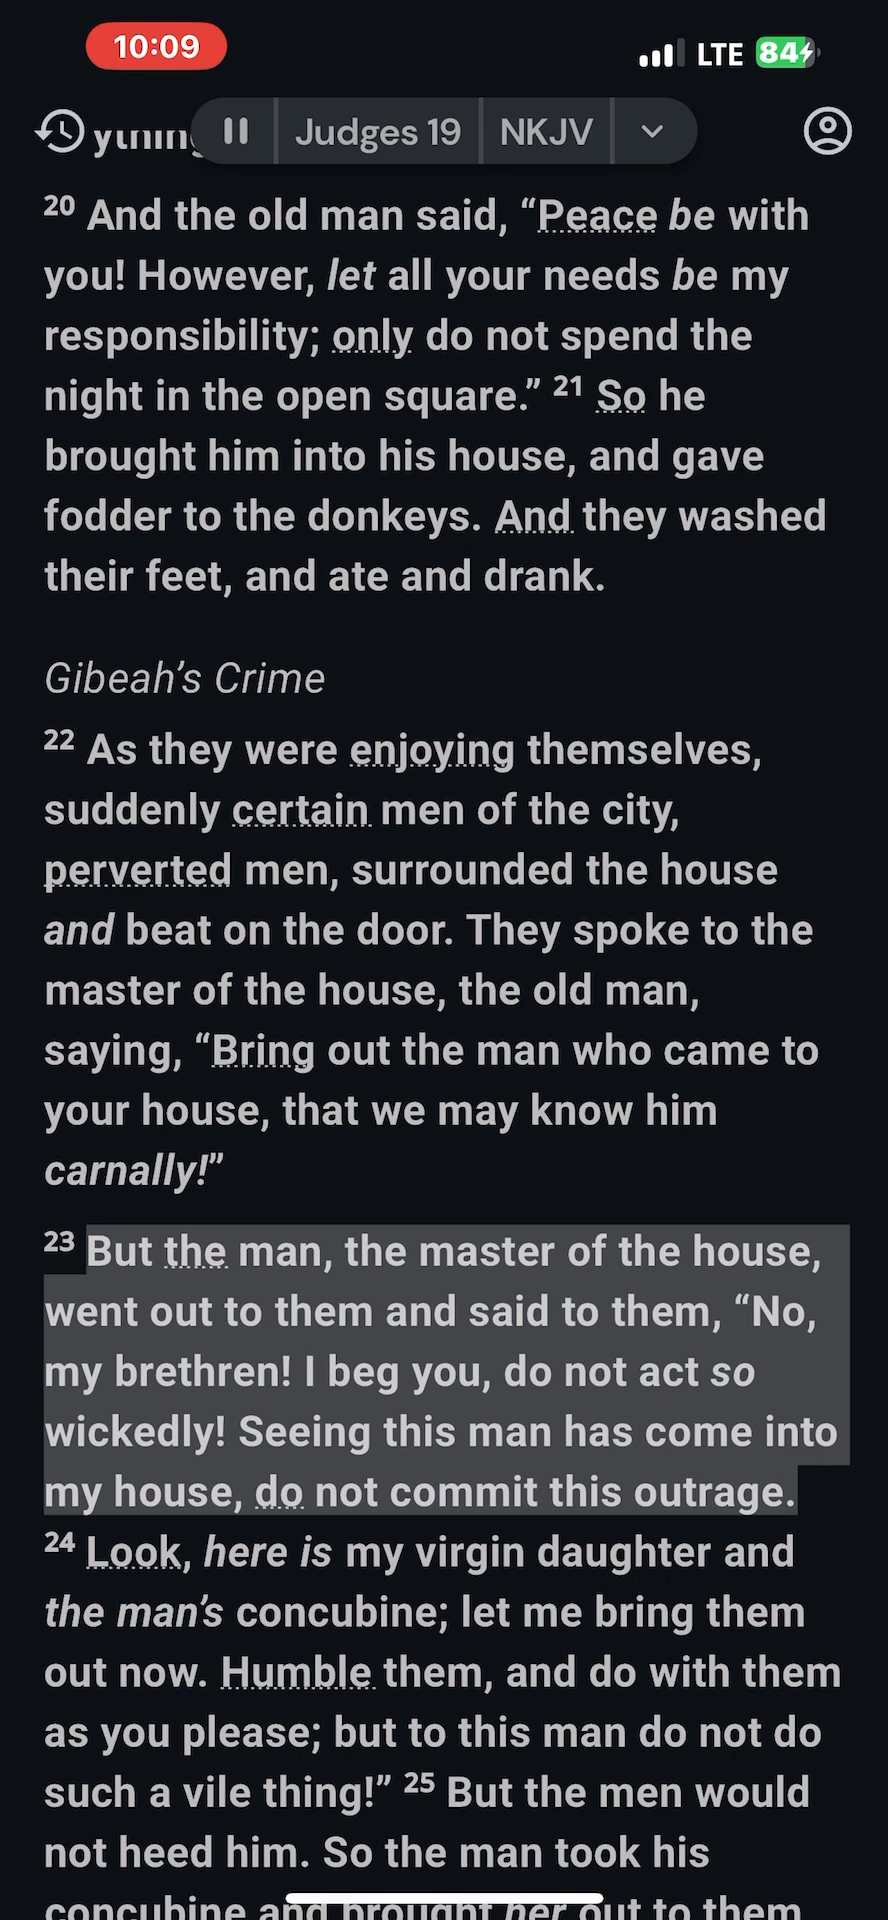 10:09 LTE 84
Judges 19 NKJV
20 And the old man said, “Peace be with
you! However, let all your needs be my
responsibility; only do not spend the
night in the open square.” 21 So he
brought him into his house, and gave
fodder to the donkeys. And they washed
their feet, and ate and drank.
Gibeah’s Crime
22 As they were enjoying themselves,
suddenly certain men of the city,
perverted men, surrounded the house
and beat on the door. They spoke to the
master of the house, the old man,
saying, “Bring out the man who came to
your house, that we may know him
carnally!”
23 But the man, the master of the house,
went out to them and said to them, “No,
my brethren! I beg you, do not act so
wickedly! Seeing this man has come into
my house, do not commit this outrage.
24 Look, here is my virgin daughter and
the man’s concubine; let me bring them
out now. Humble them, and do with them
as you please; but to this man do not do
such a vile thing!” 25 But the men would
not heed him. So the man took his
concubine and brought her out to them